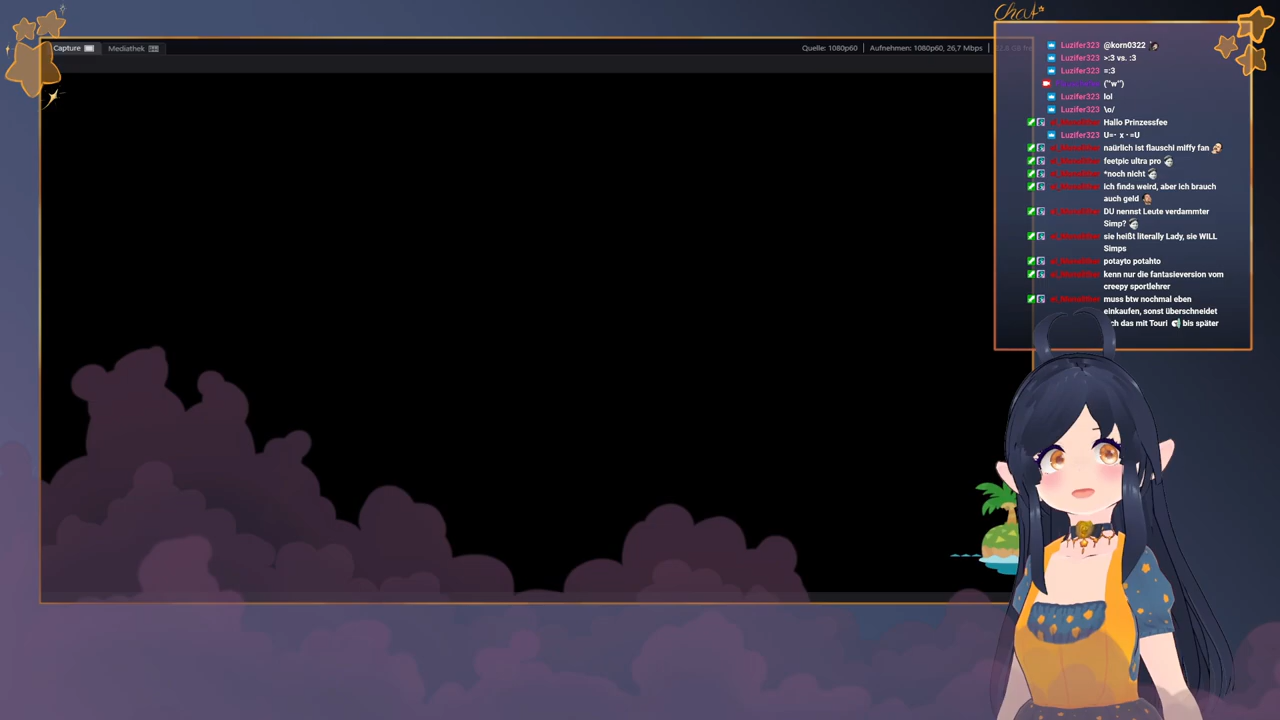 Chat
Capture
Mediathek
Quelle: 1080p60
Aufnehmen: 1080p60, 26,7 Mbps
Luzifer323 @korn0322
Luzifer323 >:3 vs. :3
Luzifer323 =:3
("w")
Luzifer323 lol
Luzifer323 \o/
Hallo Prinzessfee
Luzifer323 U=- x -=U
naürlich ist flauschi miffy fan
feetpic ultra pro
*noch nicht
ich finds weird, aber ich brauch
auch geld
DU nennst Leute verdammter
Simp?
sie heißt literally Lady, sie WILL
Simps
potayto potahto
kenn nur die fantasieversion vom
creepy sportlehrer
muss btw nochmal eben
einkaufen, sonst überschneidet
ch das mit Touri bis später